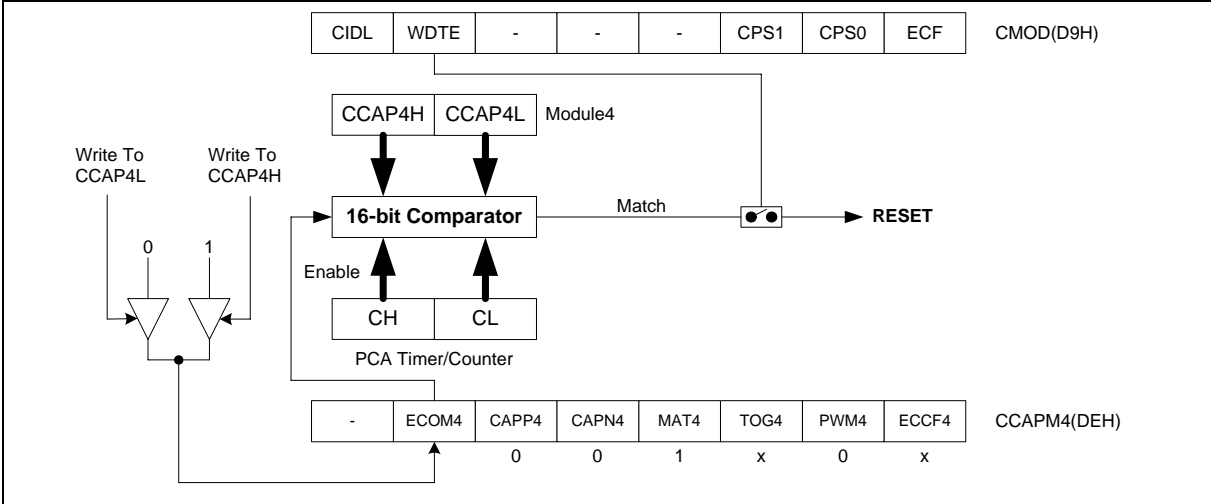 CIDL WDTE - - - CPS1 CPS0 ECF CMOD(D9H)
CCAP4H CCAP4L Module4
Write To CCAP4L
Write To CCAP4H
16-bit Comparator
Match
RESET
0 1
Enable
CH CL
PCA Timer/Counter
- ECOM4 CAPP4 CAPN4 MAT4 TOG4 PWM4 ECCF4 CCAPM4(DEH)
0 0 1 x 0 x